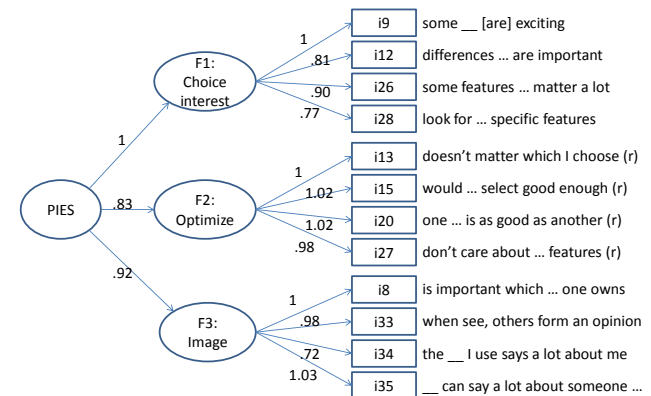 i9 some __ [are] exciting
1
F1:
Choice
interest
.81
i12 differences … are important
.90
i26 some features … matter a lot
.77
i28 look for … specific features
1
i13 doesn't matter which I choose (r)
1
i15 would … select good enough (r)
1.02
PIES
.83
F2:
Optimize
i20 one … is as good as another (r)
1.02
i27 don't care about … features (r)
.98
.92
i8 is important which … one owns
1
F3:
Image
i33 when see, others form an opinion
.98
i34 the __ I use says a lot about me
.72
1.03
i35 __ can say a lot about someone …